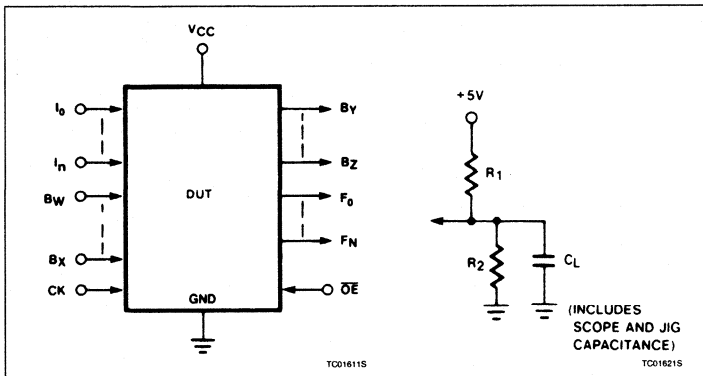 VCC
I0
BY
In
BZ
BW
DUT
F0
FN
BX
CK
GND
OE
TC01611S
+5V
R1
R2
CL
(INCLUDES
SCOPE AND JIG
CAPACITANCE)
TC01621S